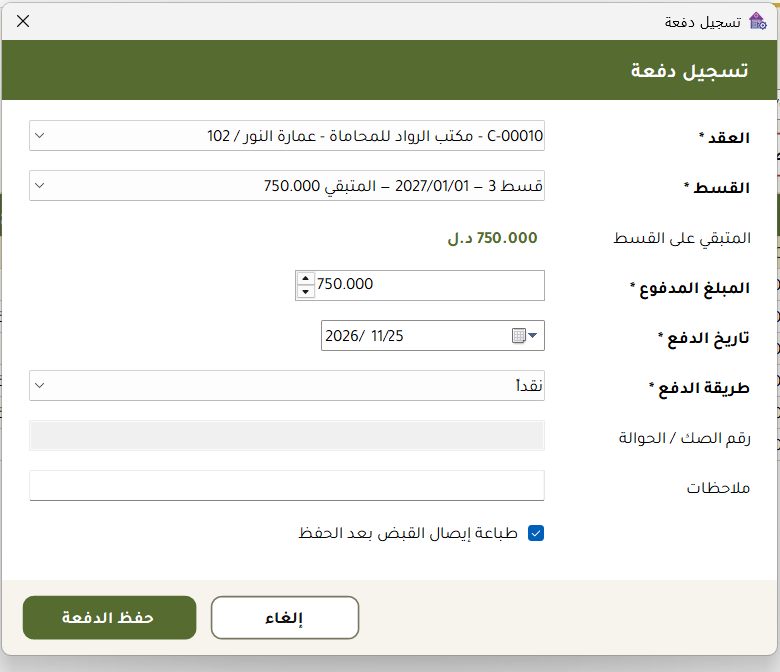 تسجيل دفعة
تسجيل دفعة
العقد *
C-00010 - مكتب الرواد للمحاماة - عمارة النور / 102
القسط *
قسط 3 – 2027/01/01 – المتبقي 750.000
المتبقي على القسط
750.000 د.ل
المبلغ المدفوع *
750.000
تاريخ الدفع *
2026/ 11/25
طريقة الدفع *
نقداً
رقم الصك / الحوالة
ملاحظات
طباعة إيصال القبض بعد الحفظ
إلغاء
حفظ الدفعة